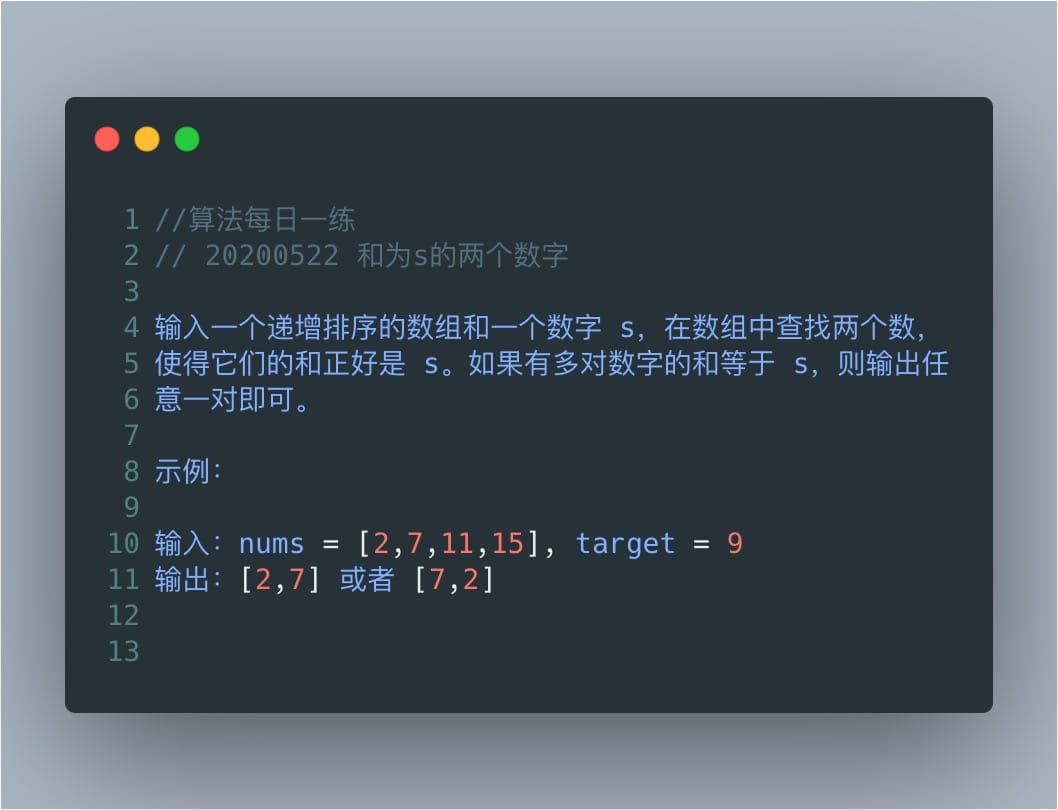 1 //算法每日一练
2 // 20200522 和为s的两个数字
3
4 输入一个递增排序的数组和一个数字 s，在数组中查找两个数，
5 使得它们的和正好是 s。如果有多对数字的和等于 s，则输出任
6 意一对即可。
7
8 示例：
9
10 输入：nums = [2,7,11,15], target = 9
11 输出：[2,7] 或者 [7,2]
12
13